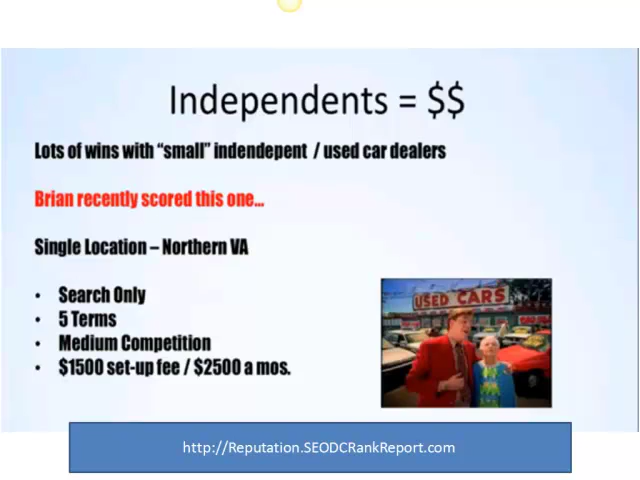 Independents = $$
Lots of wins with “small” indendepent / used car dealers
Brian recently scored this one...
Single Location – Northern VA
• Search Only
• 5 Terms
• Medium Competition
• $1500 set-up fee / $2500 a mos.
USED CARS
http://Reputation.SEODCRankReport.com